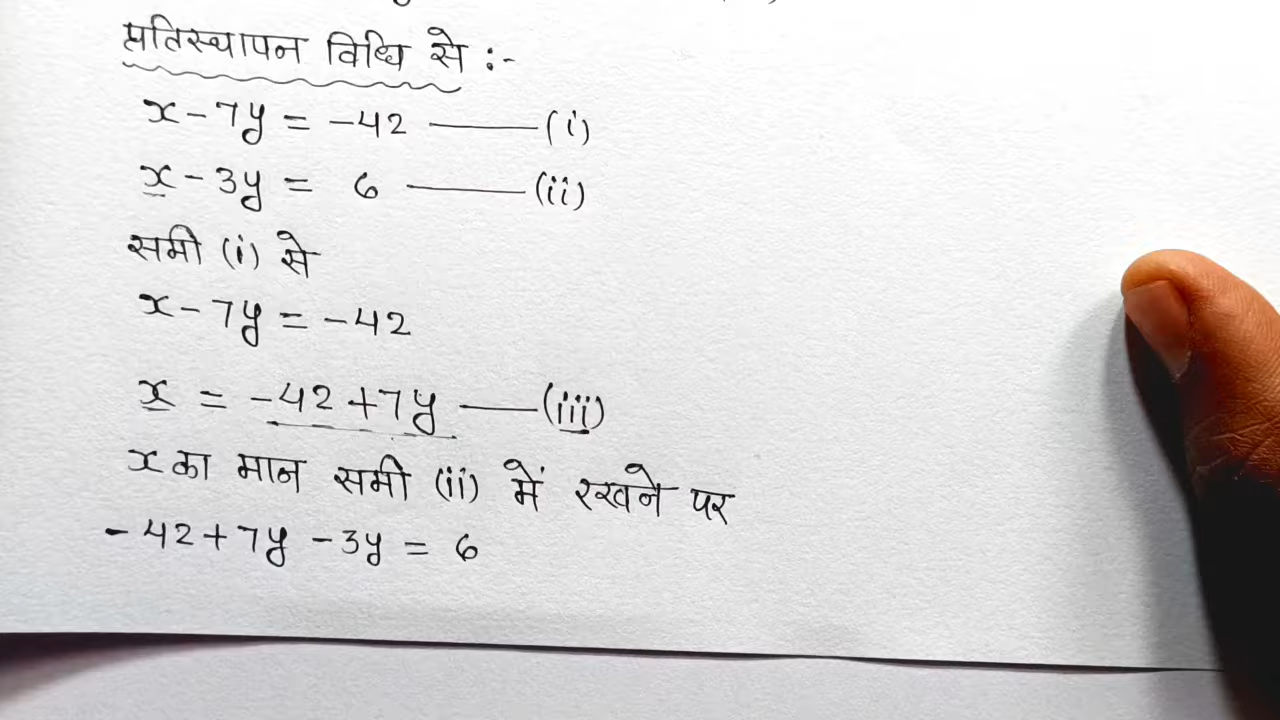 प्रतिस्थापन विधि से :-
x - 7y = -42 —— (i)
x - 3y = 6 —— (ii)
समी (i) से
x - 7y = -42
x = -42 + 7y —— (iii)
x का मान समी (ii) में रखने पर
- 42 + 7y - 3y = 6